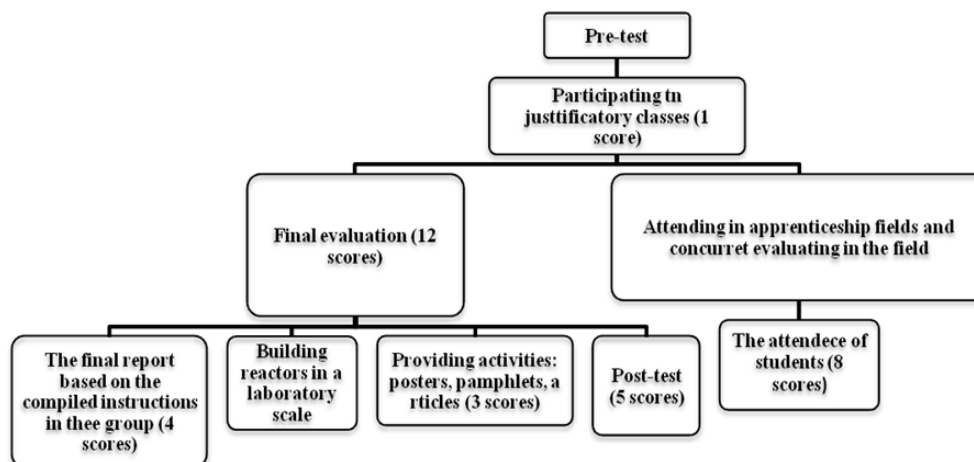 Pre-test
Participating tn
justtificatory classes (1
score)
Final evaluation (12
scores)
Attending in apprenticeship fields and
concurret evaluating in the field
The final report
based on the
compiled instructions
in thee group (4
scores)
Building
reactors in a
laboratory
scale
Providing activities:
posters, pamphlets, a
rticles (3 scores)
Post-test
(5 scores)
The attendece of
students (8
scores)